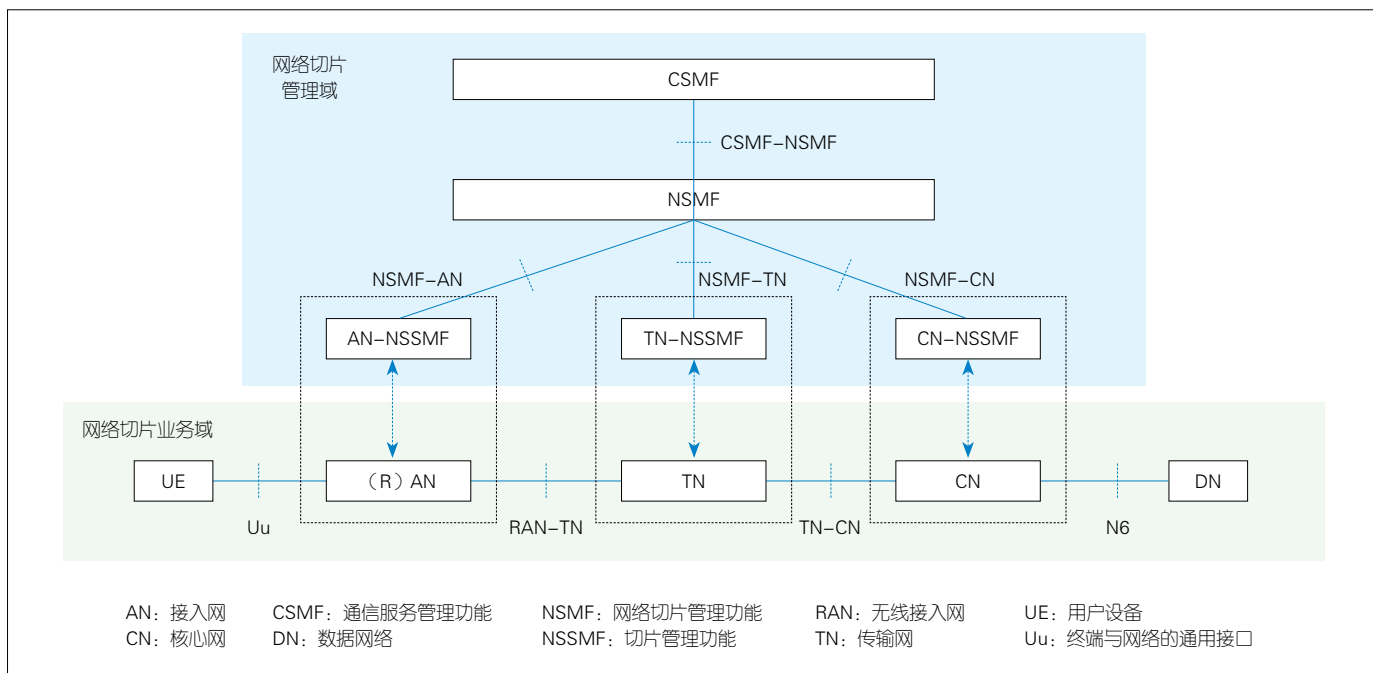 网络切片
管理域
CSMF
CSMF-NSMF
NSMF
NSMF-AN
NSMF-TN
NSMF-CN
AN-NSSMF
TN-NSSMF
CN-NSSMF
网络切片业务域
UE
（R）AN
TN
CN
DN
Uu
RAN-TN
TN-CN
N6
AN：接入网 CSMF：通信服务管理功能 NSMF：网络切片管理功能 RAN：无线接入网 UE：用户设备
CN：核心网 DN：数据网络 NSSMF：切片管理功能 TN：传输网 Uu：终端与网络的通用接口